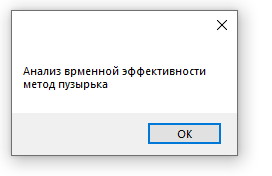 Анализ врменной эффективности
метод пузырька
OK